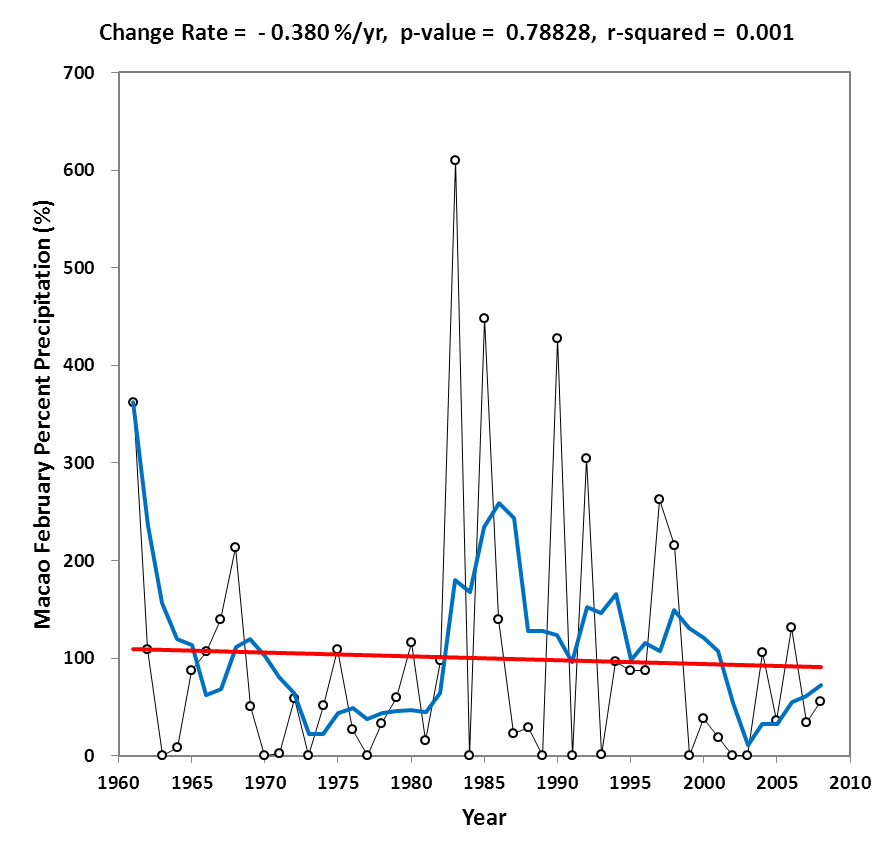 Change Rate = - 0.380 %/yr, p-value = 0.78828, r-squared = 0.001
Macao February Percent Precipitation (%)
700
600
500
400
300
200
100
0
1960 1965 1970 1975 1980 1985 1990 1995 2000 2005 2010
Year